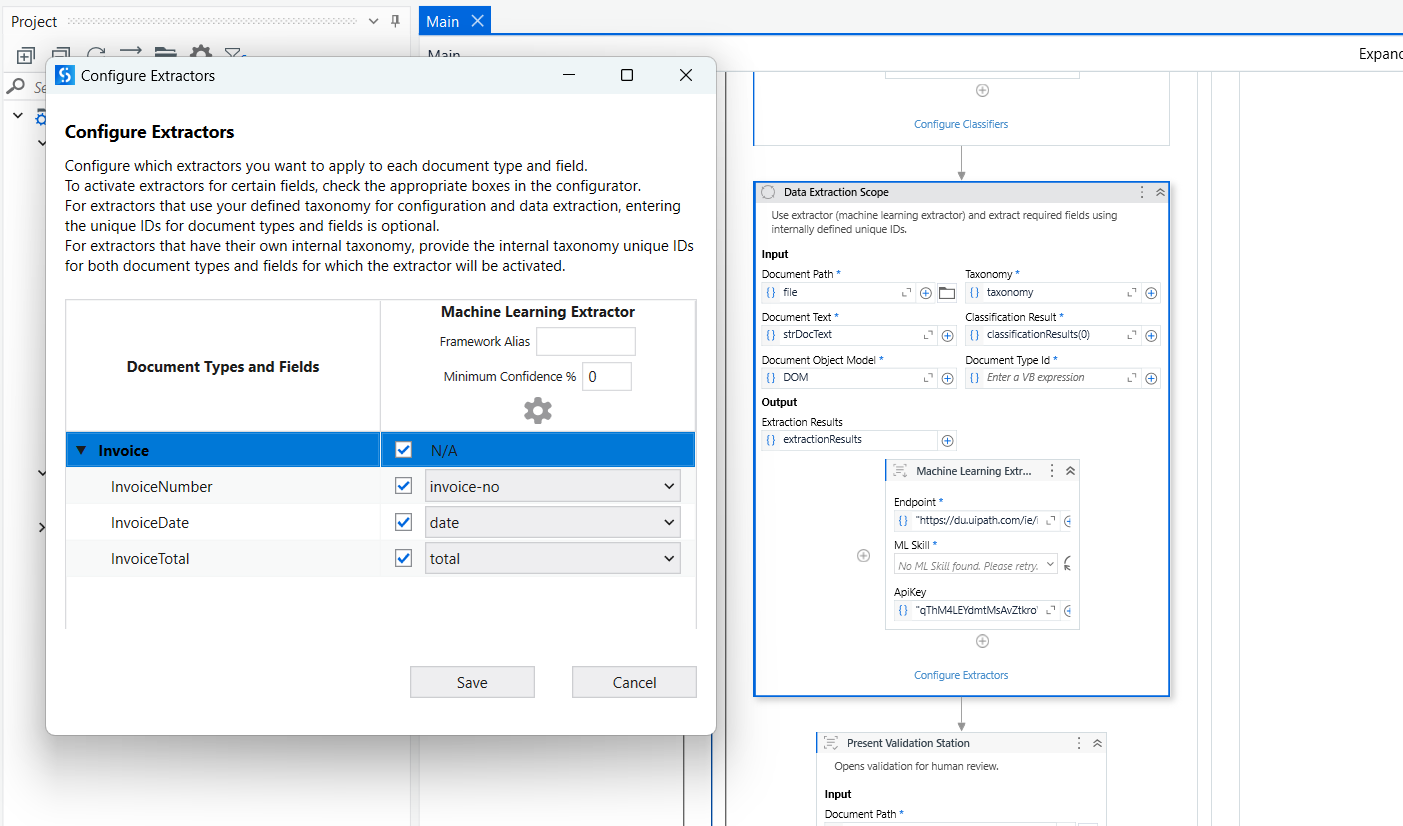 Project
Main
Main
Expand
Se
Configure Extractors
Configure Extractors
Configure which extractors you want to apply to each document type and field.
To activate extractors for certain fields, check the appropriate boxes in the configurator.
For extractors that use your defined taxonomy for configuration and data extraction, entering
the unique IDs for document types and fields is optional.
For extractors that have their own internal taxonomy, provide the internal taxonomy unique IDs
for both document types and fields for which the extractor will be activated.
Document Types and Fields
Machine Learning Extractor
Framework Alias
Minimum Confidence % 0
Invoice N/A
InvoiceNumber invoice-no
InvoiceDate date
InvoiceTotal total
Save Cancel
Configure Classifiers
Data Extraction Scope
Use extractor (machine learning extractor) and extract required fields using
internally defined unique IDs.
Input
Document Path * Taxonomy *
{} file {} taxonomy
Document Text * Classification Result *
{} strDocText {} classificationResults(0)
Document Object Model * Document Type Id *
{} DOM {} Enter a VB expression
Output
Extraction Results
{} extractionResults
Machine Learning Extr...
Endpoint *
{} "https://du.uipath.com/ie/
ML Skill *
No ML Skill found. Please retry.
ApiKey
{} "qThM4LEYdmtMsAvZtkro
Configure Extractors
Present Validation Station
Opens validation for human review.
Input
Document Path *